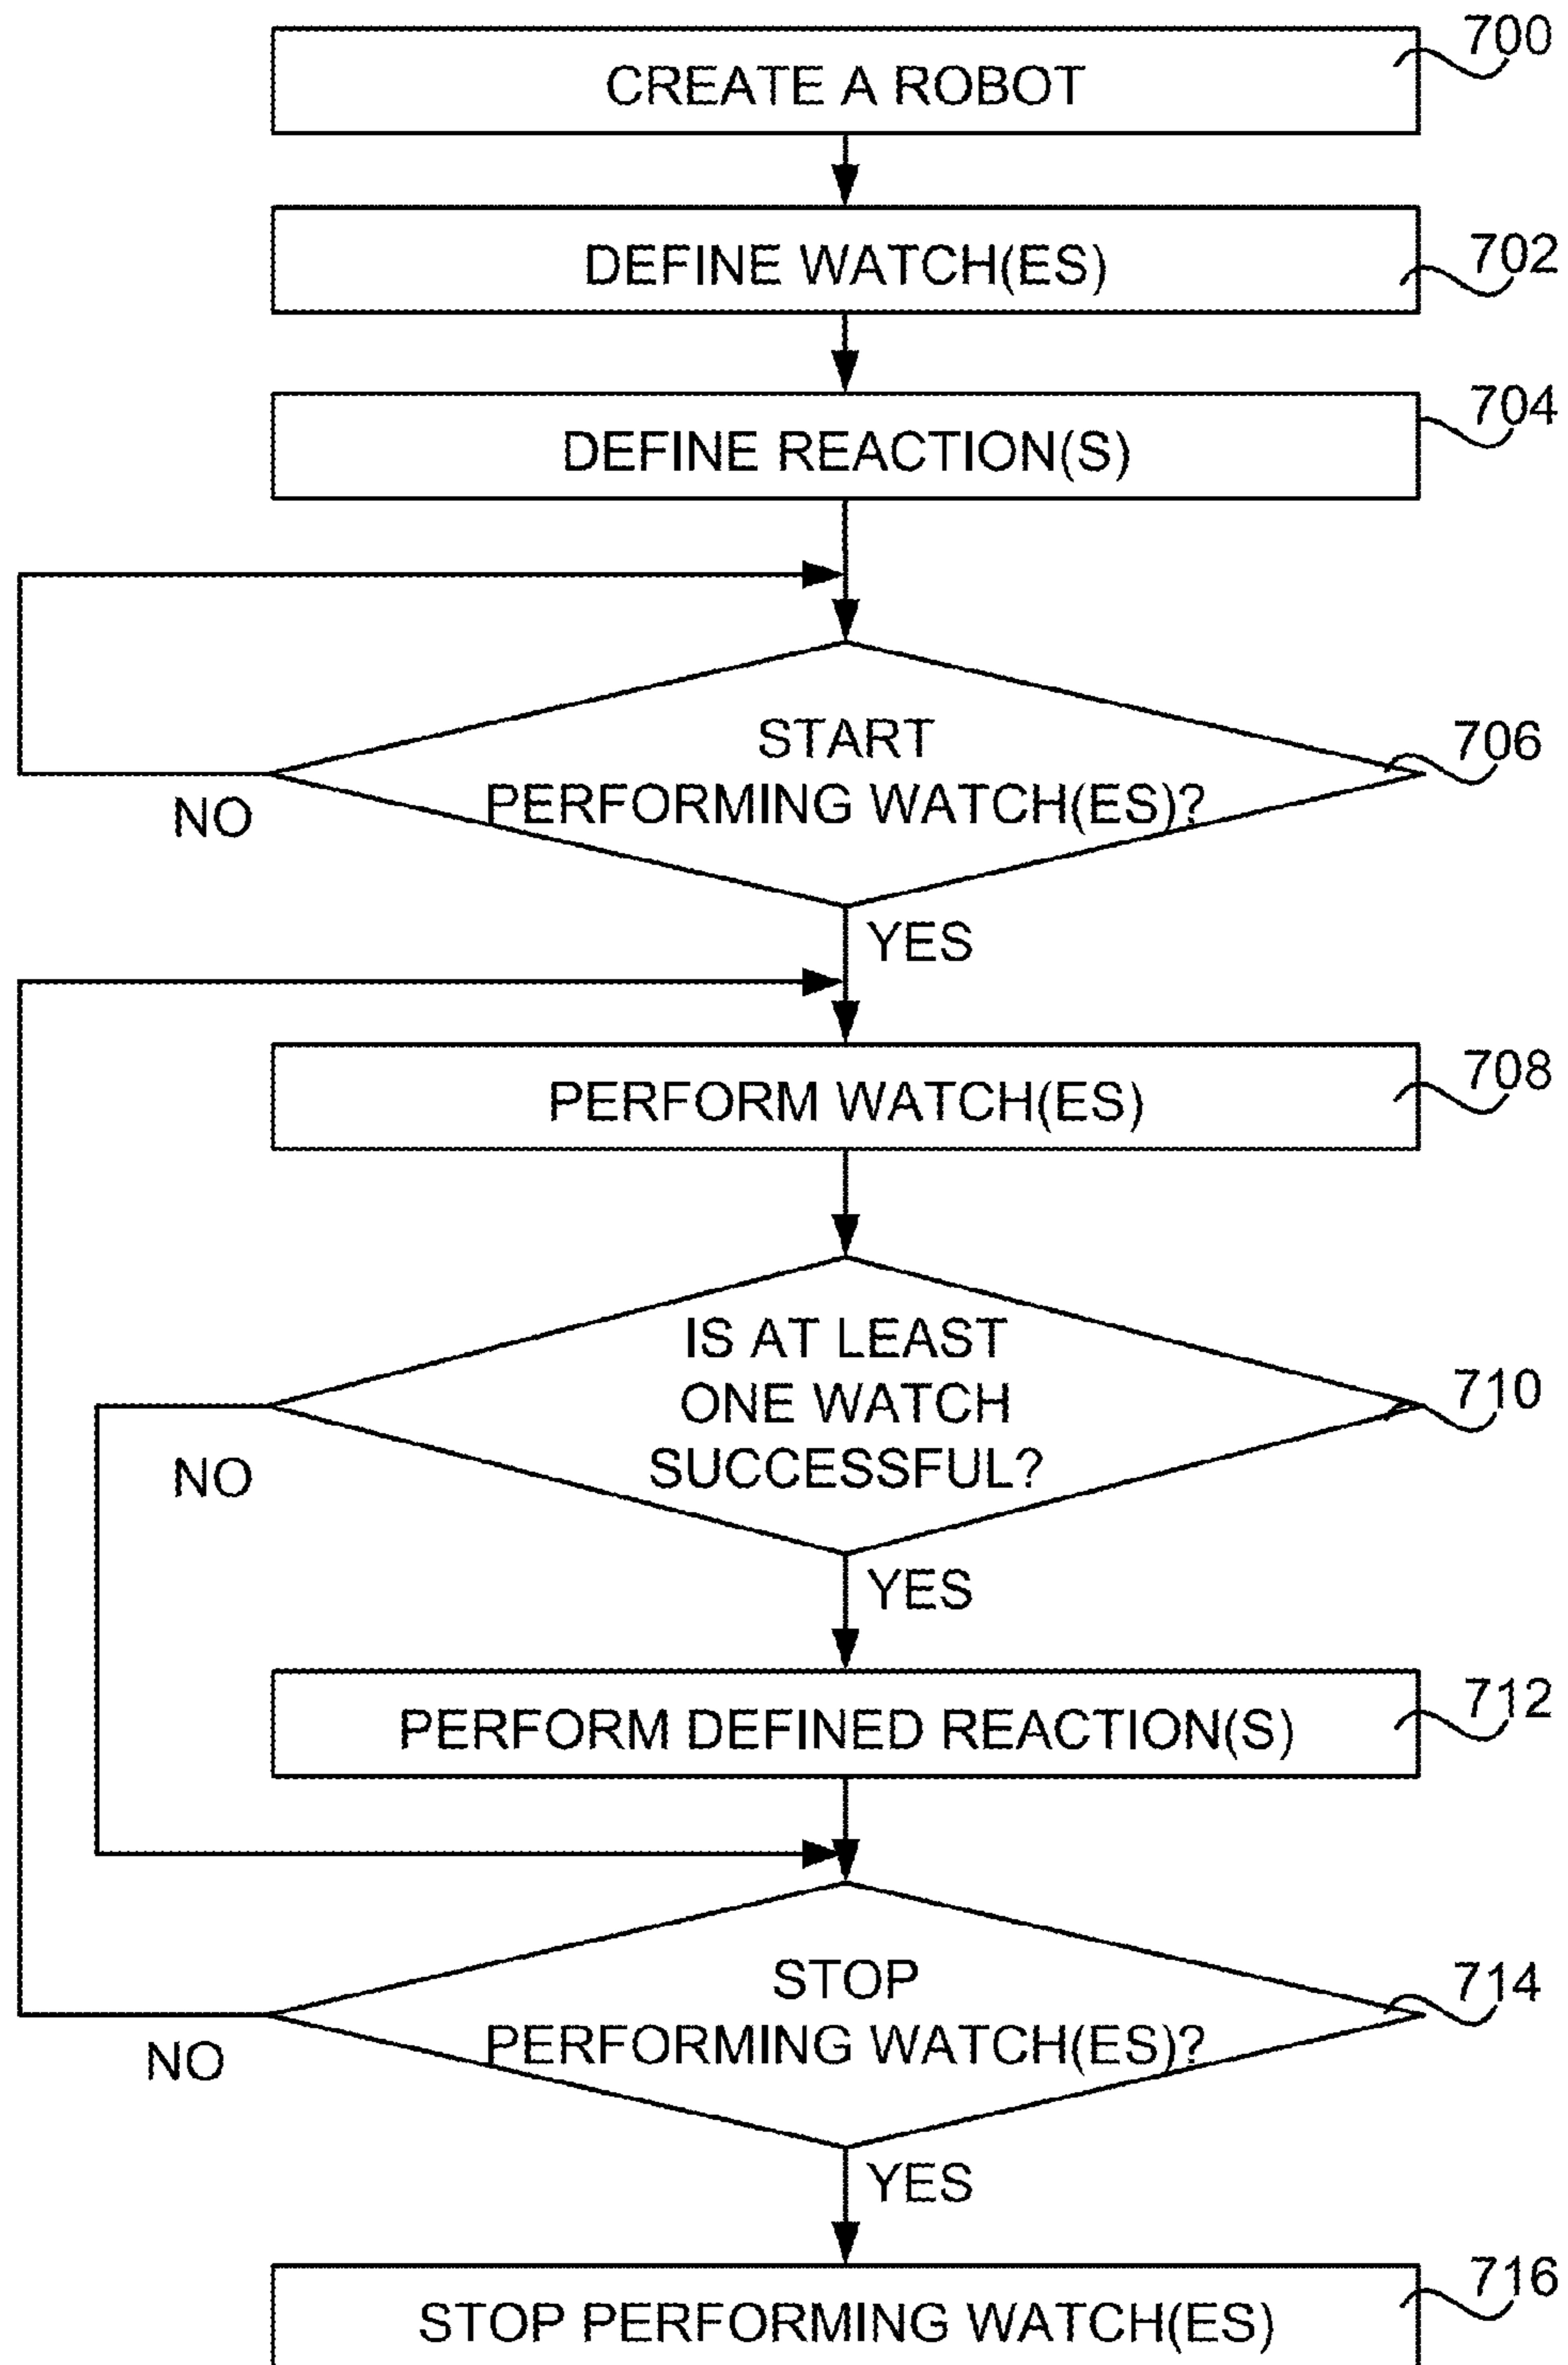 700
CREATE A ROBOT
702
DEFINE WATCH(ES)
704
DEFINE REACTION(S)
START
706
PERFORMING WATCH(ES)?
NO
YES
708
PERFORM WATCH(ES)
IS AT LEAST
ONE WATCH
710
SUCCESSFUL?
NO
YES
712
PERFORM DEFINED REACTION(S)
STOP
714
PERFORMING WATCH(ES)?
NO
YES
716
STOP PERFORMING WATCH(ES)